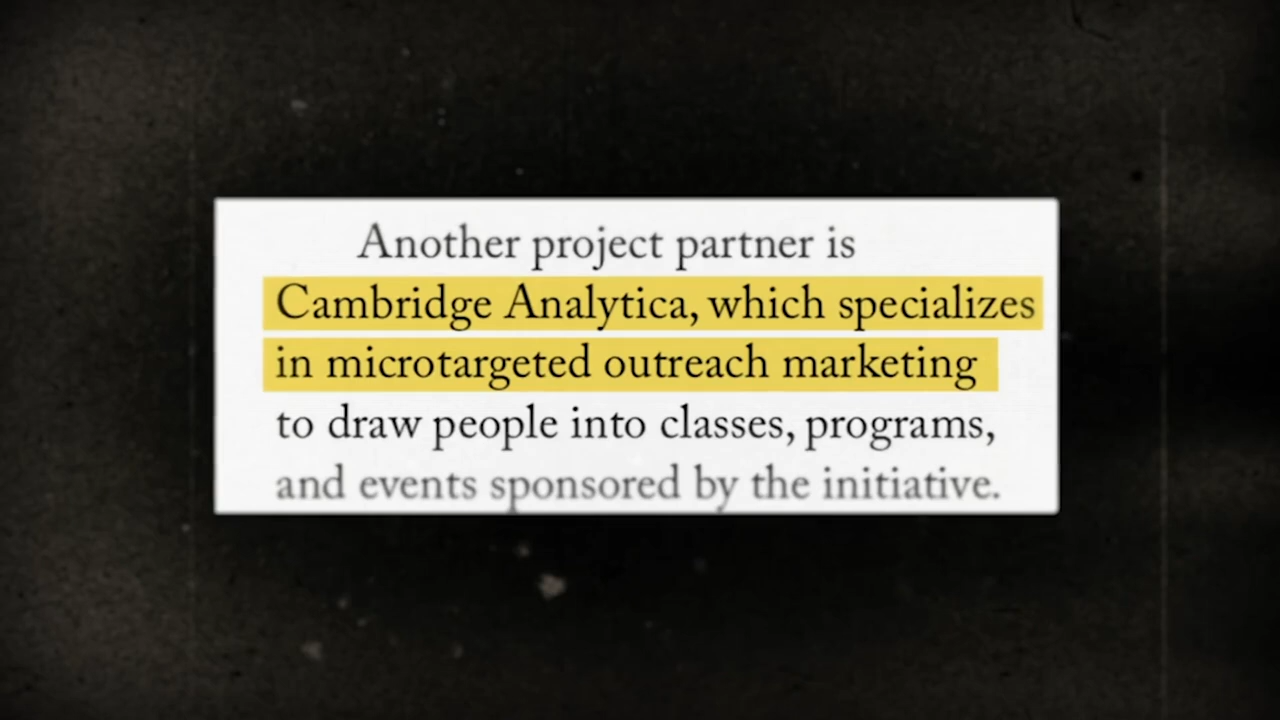 Another project partner is
Cambridge Analytica, which specializes
in microtargeted outreach marketing
to draw people into classes, programs,
and events sponsored by the initiative.